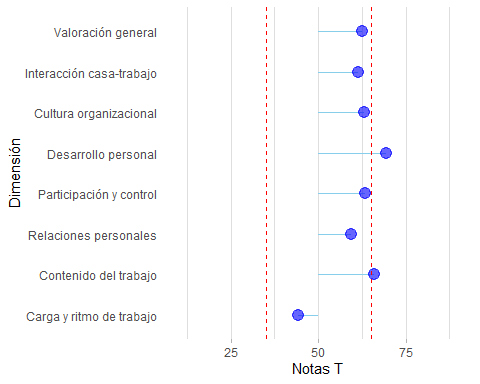 Valoración general
Interacción casa-trabajo
Cultura organizacional
Desarrollo personal
Participación y control
Relaciones personales
Contenido del trabajo
Carga y ritmo de trabajo
Dimensión
25 50 75
Notas T